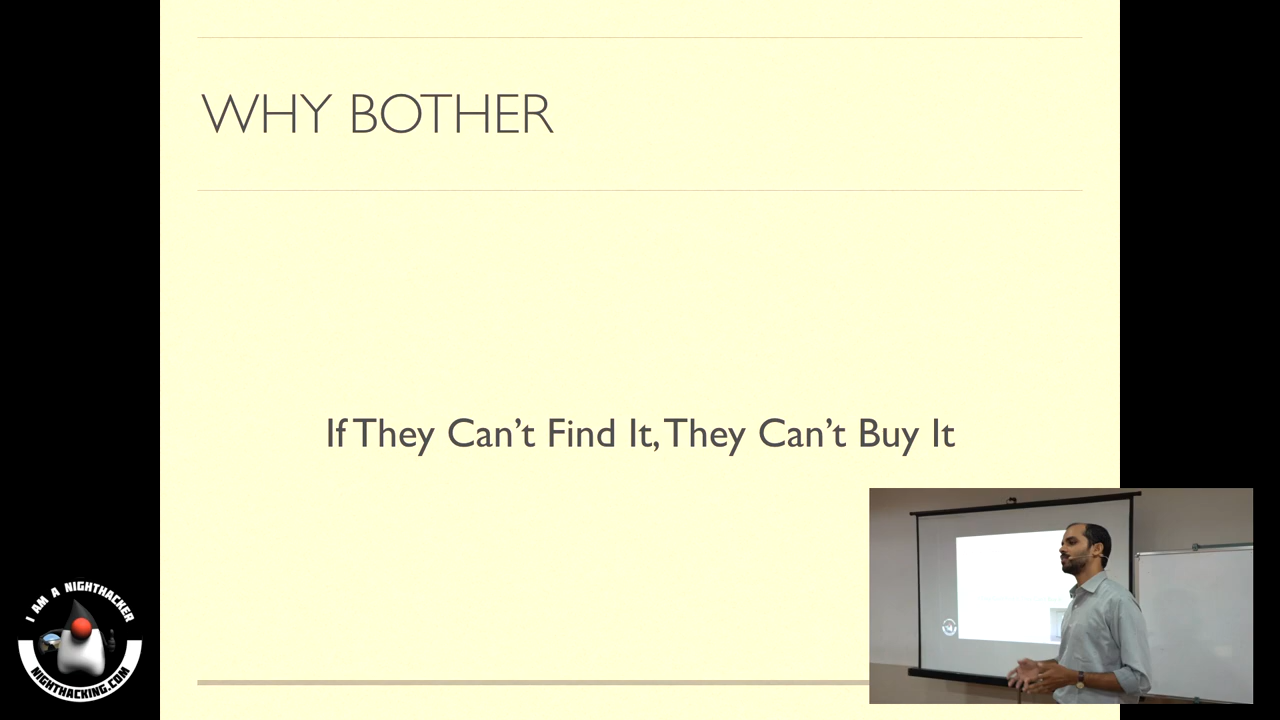 WHY BOTHER
If They Can't Find It, They Can't Buy It
I AM A NIGHTHACKER
NIGHTHACKING.COM